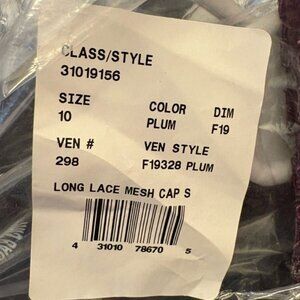 CLASS/STYLE
31019156
SIZE COLOR DIM
10 PLUM F19
VEN # VEN STYLE
298 F19328 PLUM
LONG LACE MESH CAP S
4 31010 78670 5